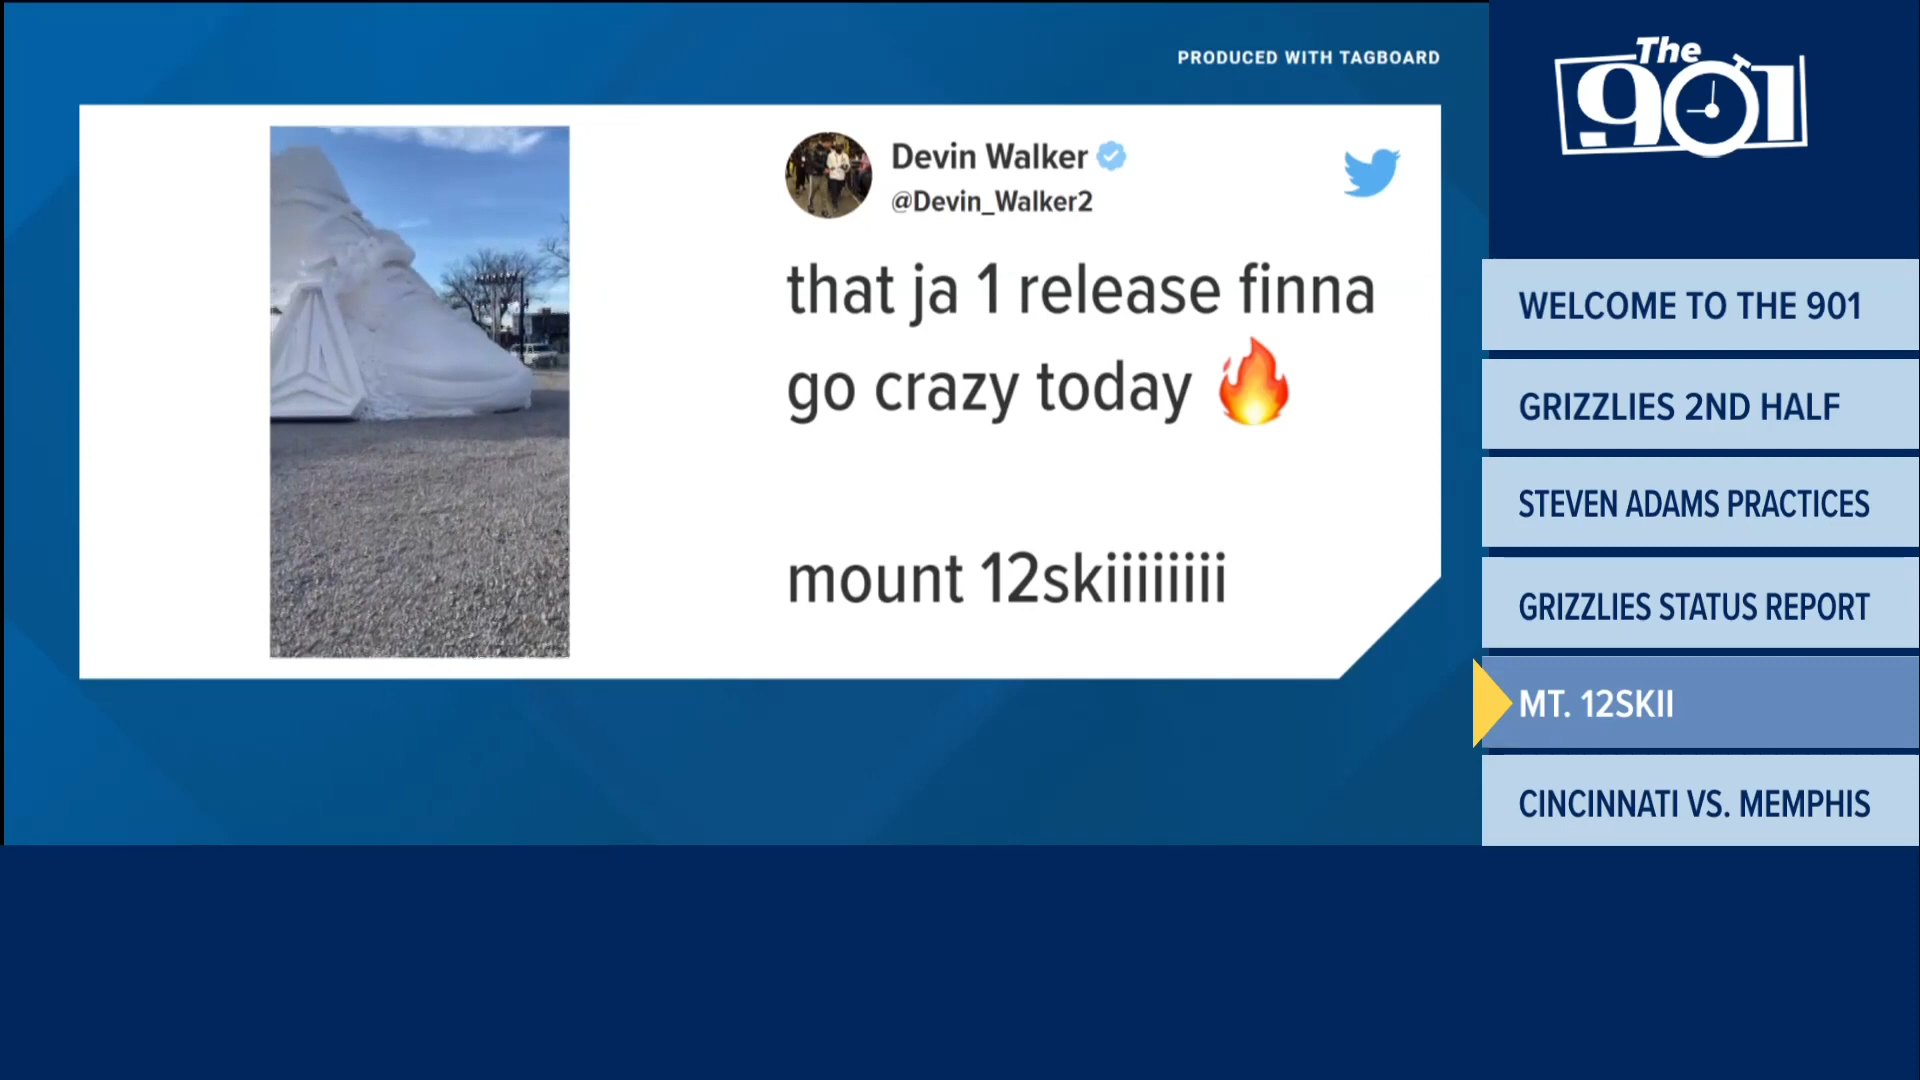 PRODUCED WITH TAGBOARD
Devin Walker
@Devin_Walker2
that ja 1 release finna
go crazy today 🔥
mount 12skiiiiiiii
The
901
WELCOME TO THE 901
GRIZZLIES 2ND HALF
STEVEN ADAMS PRACTICES
GRIZZLIES STATUS REPORT
MT. 12SKII
CINCINNATI VS. MEMPHIS